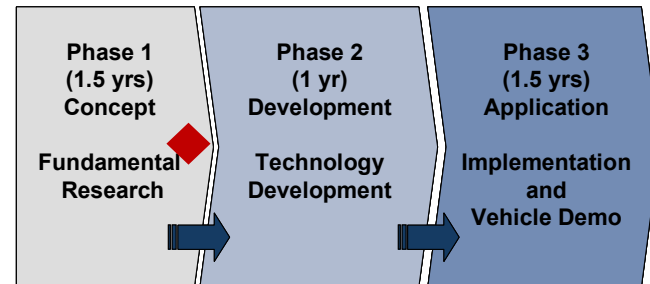 Phase 1
(1.5 yrs)
Concept
Fundamental
Research
Phase 2
(1 yr)
Development
Technology
Development
Phase 3
(1.5 yrs)
Application
Implementation
and
Vehicle Demo